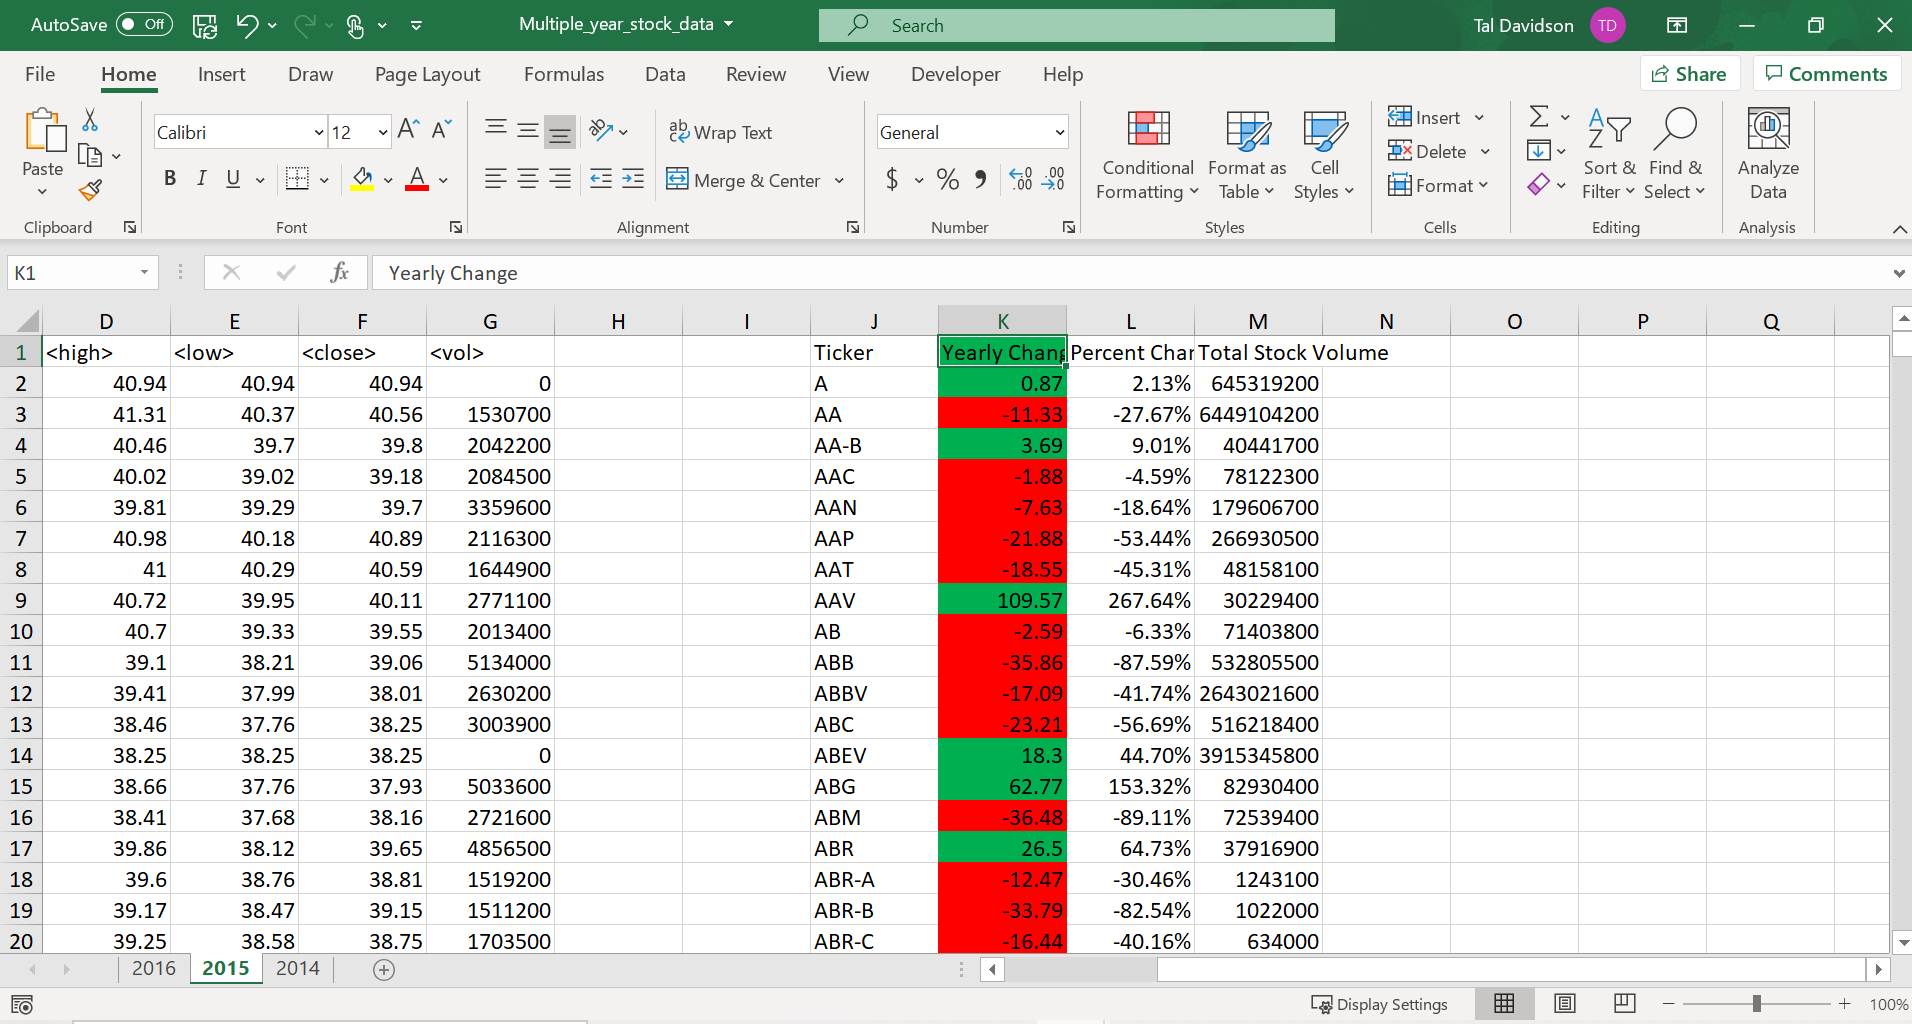 AutoSave Off Multiple_year_stock_data Search Tal Davidson TD
File Home Insert Draw Page Layout Formulas Data Review View Developer Help Share Comments
Paste
Clipboard
Calibri 12
A A
B I U A
Font
ab Wrap Text
Merge & Center
Alignment
General
$ % 9 .00 .00
Number
Conditional Formatting
Format as Table
Cell Styles
Styles
Insert
Delete
Format
Cells
Sort & Filter
Find & Select
Editing
Analyze Data
Analysis
K1 fx Yearly Change
D E F G H I J K L M N O P Q
1 <high> <low> <close> <vol> Ticker Yearly Chang Percent Char Total Stock Volume
2 40.94 40.94 40.94 0 A 0.87 2.13% 645319200
3 41.31 40.37 40.56 1530700 AA -11.33 -27.67% 6449104200
4 40.46 39.7 39.8 2042200 AA-B 3.69 9.01% 40441700
5 40.02 39.02 39.18 2084500 AAC -1.88 -4.59% 78122300
6 39.81 39.29 39.7 3359600 AAN -7.63 -18.64% 179606700
7 40.98 40.18 40.89 2116300 AAP -21.88 -53.44% 266930500
8 41 40.29 40.59 1644900 AAT -18.55 -45.31% 48158100
9 40.72 39.95 40.11 2771100 AAV 109.57 267.64% 30229400
10 40.7 39.33 39.55 2013400 AB -2.59 -6.33% 71403800
11 39.1 38.21 39.06 5134000 ABB -35.86 -87.59% 532805500
12 39.41 37.99 38.01 2630200 ABBV -17.09 -41.74% 2643021600
13 38.46 37.76 38.25 3003900 ABC -23.21 -56.69% 516218400
14 38.25 38.25 38.25 0 ABEV 18.3 44.70% 3915345800
15 38.66 37.76 37.93 5033600 ABG 62.77 153.32% 82930400
16 38.41 37.68 38.16 2721600 ABM -36.48 -89.11% 72539400
17 39.86 38.12 39.65 4856500 ABR 26.5 64.73% 37916900
18 39.6 38.76 38.81 1519200 ABR-A -12.47 -30.46% 1243100
19 39.17 38.47 39.15 1511200 ABR-B -33.79 -82.54% 1022000
20 39.25 38.58 38.75 1703500 ABR-C -16.44 -40.16% 634000
2016 2015 2014
Display Settings 100%